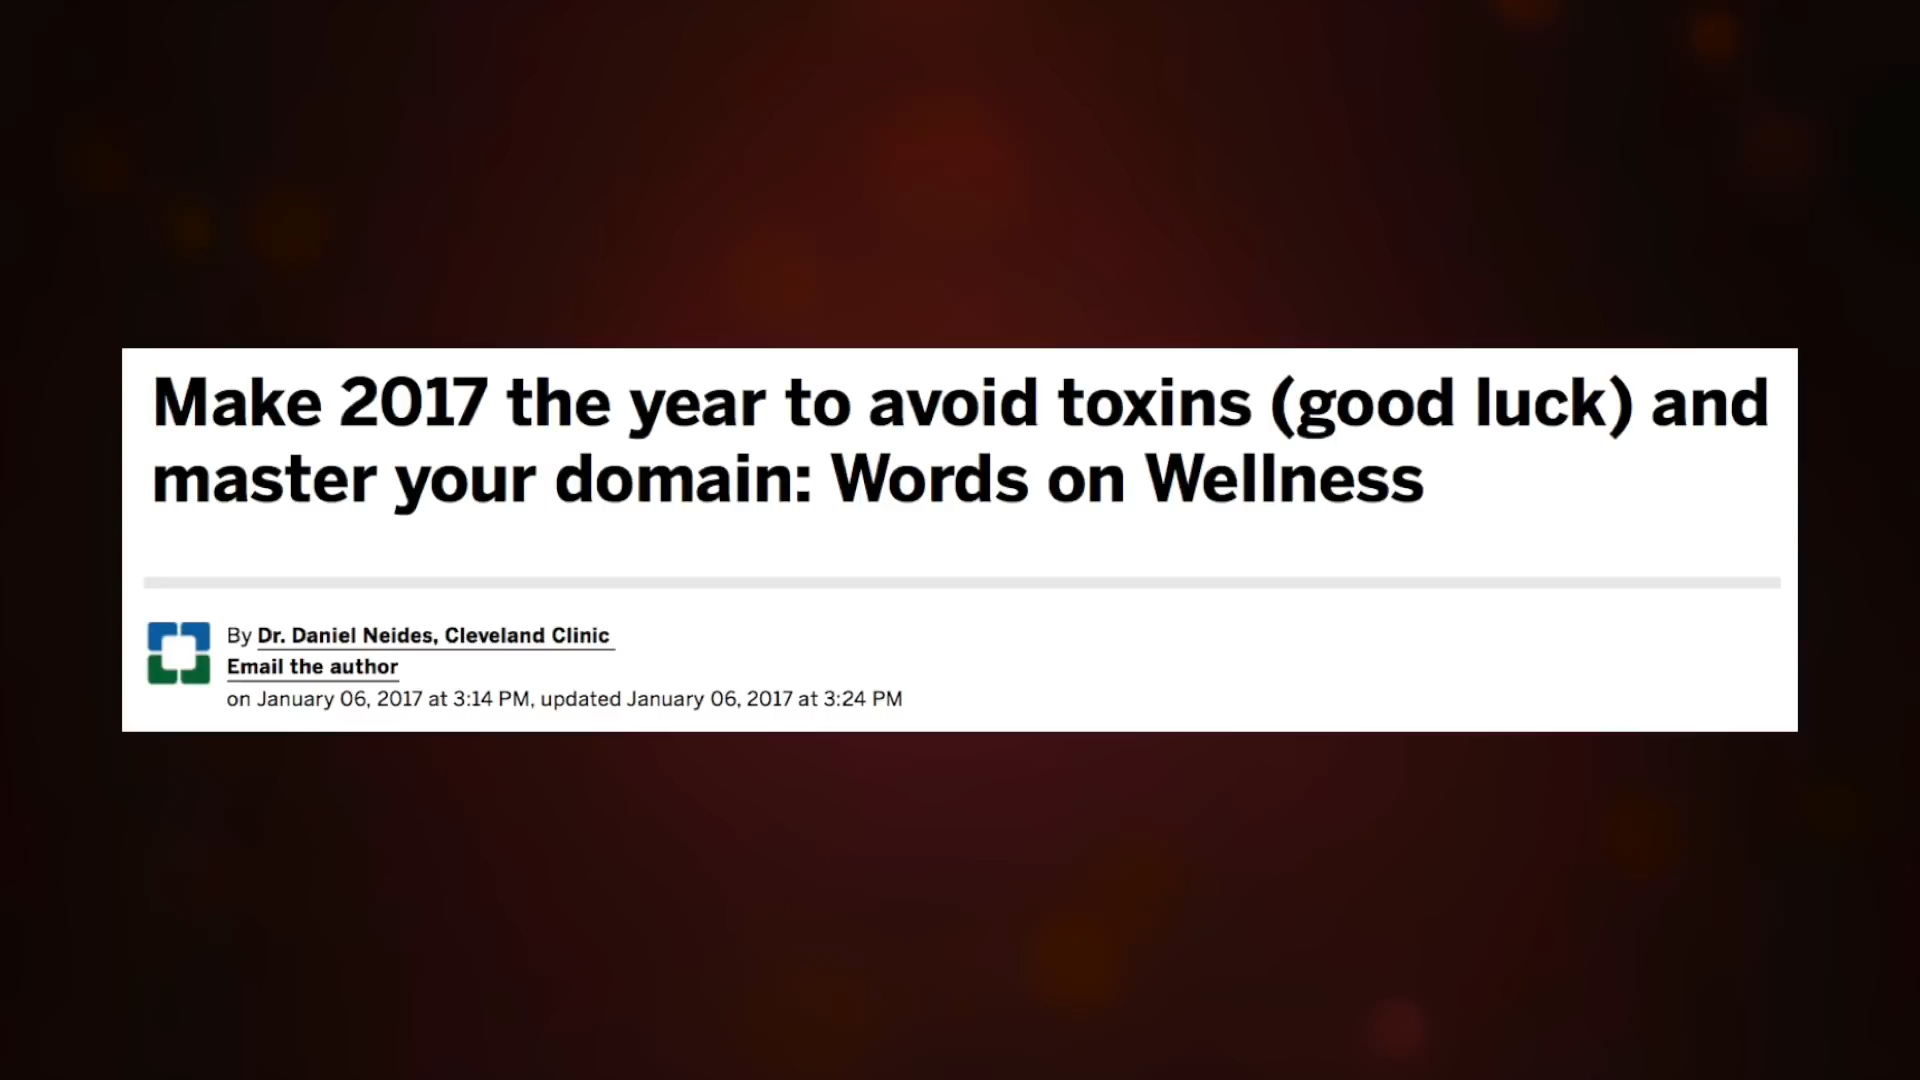 Make 2017 the year to avoid toxins (good luck) and
master your domain: Words on Wellness
By Dr. Daniel Neides, Cleveland Clinic
Email the author
on January 06, 2017 at 3:14 PM, updated January 06, 2017 at 3:24 PM